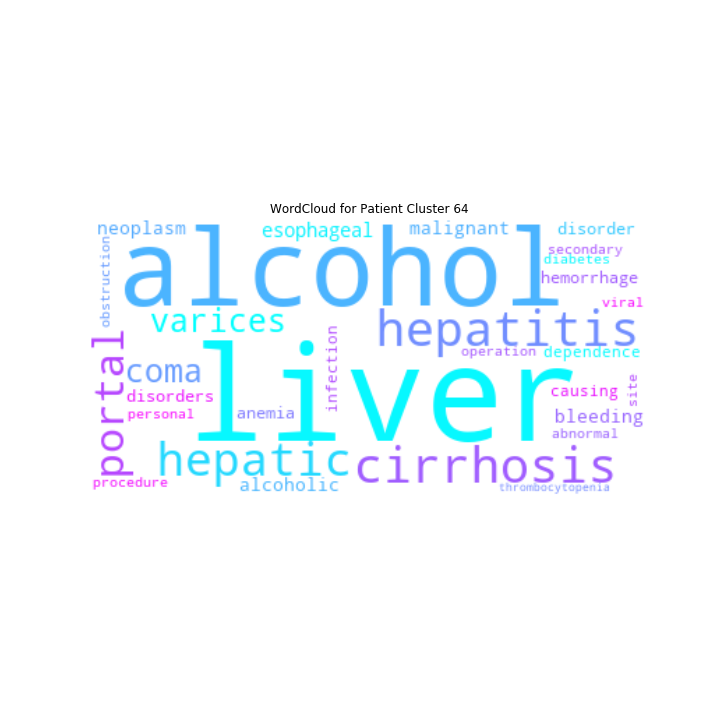 WordCloud for Patient Cluster 64
neoplasm
esophageal
malignant
disorder
alcohol
secondary
diabetes
obstruction
hemorrhage
viral
varices
hepatitis
operation
dependence
portal
coma
infection
liver
causing
site
disorders
personal
anemia
bleeding
abnormal
hepatic
cirrhosis
procedure
alcoholic
thrombocytopenia